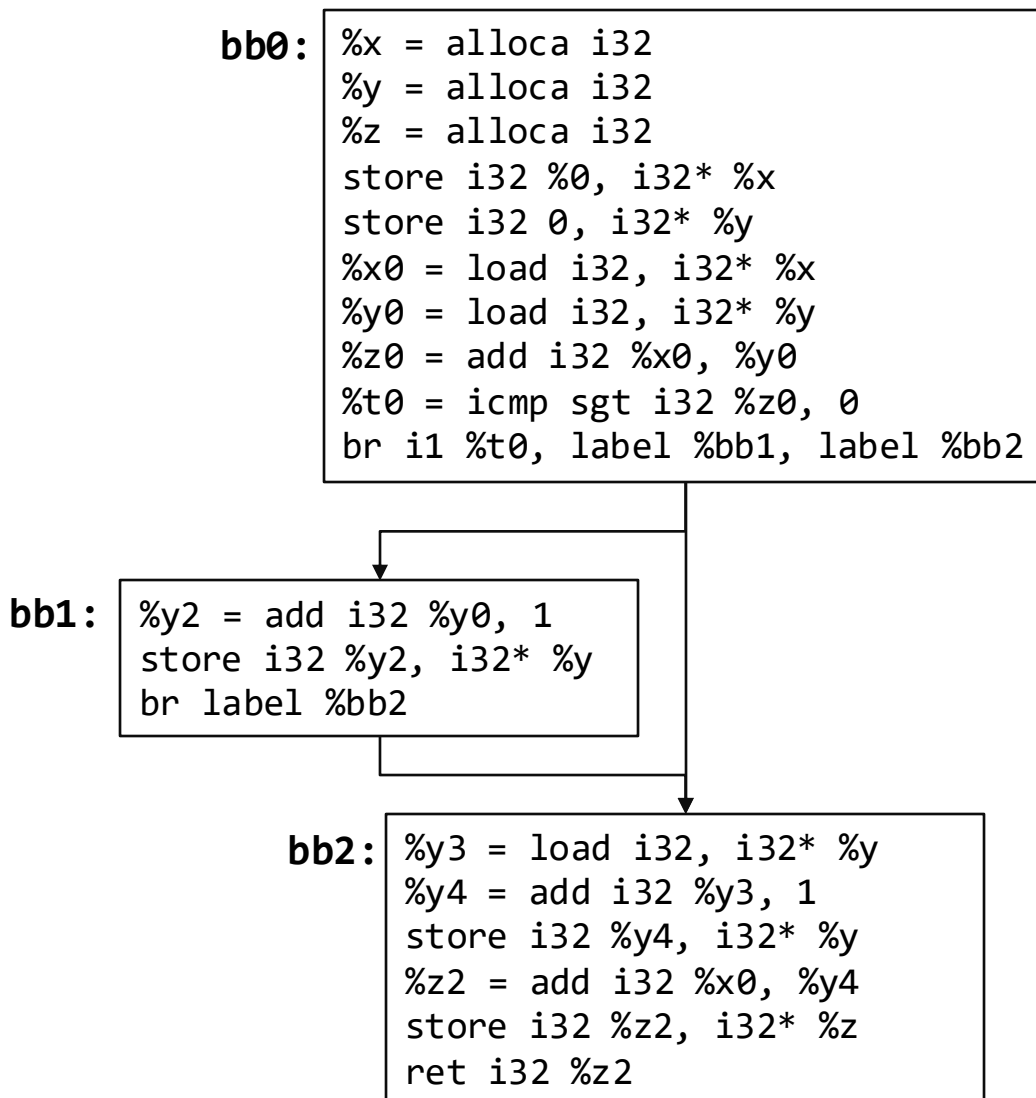 bb0:
%x = alloca i32
%y = alloca i32
%z = alloca i32
store i32 %0, i32* %x
store i32 0, i32* %y
%x0 = load i32, i32* %x
%y0 = load i32, i32* %y
%z0 = add i32 %x0, %y0
%t0 = icmp sgt i32 %z0, 0
br i1 %t0, label %bb1, label %bb2
bb1:
%y2 = add i32 %y0, 1
store i32 %y2, i32* %y
br label %bb2
bb2:
%y3 = load i32, i32* %y
%y4 = add i32 %y3, 1
store i32 %y4, i32* %y
%z2 = add i32 %x0, %y4
store i32 %z2, i32* %z
ret i32 %z2